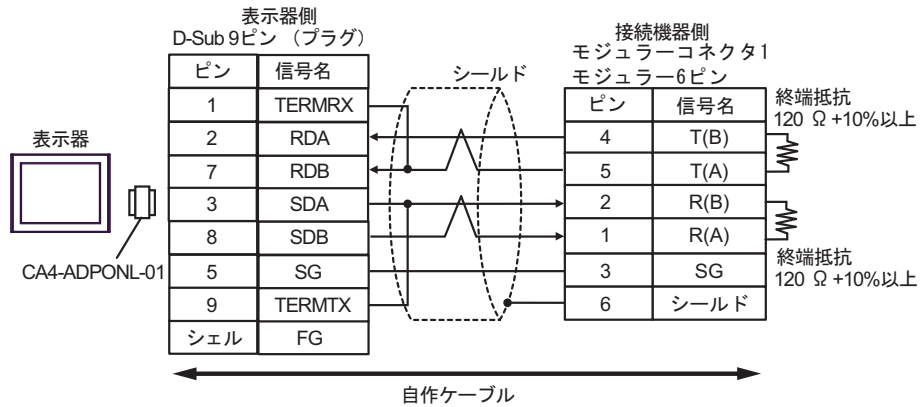 表示器側
D-Sub 9ピン （プラグ）
接続機器側
モジュラーコネクタ1
モジュラー6ピン
シールド
ピン 信号名
1 TERMRX
2 RDA
7 RDB
3 SDA
8 SDB
5 SG
9 TERMTX
シェル FG
ピン 信号名
4 T(B)
5 T(A)
2 R(B)
1 R(A)
3 SG
6 シールド
終端抵抗
120 Ω +10%以上
終端抵抗
120 Ω +10%以上
表示器
CA4-ADPONL-01
自作ケーブル